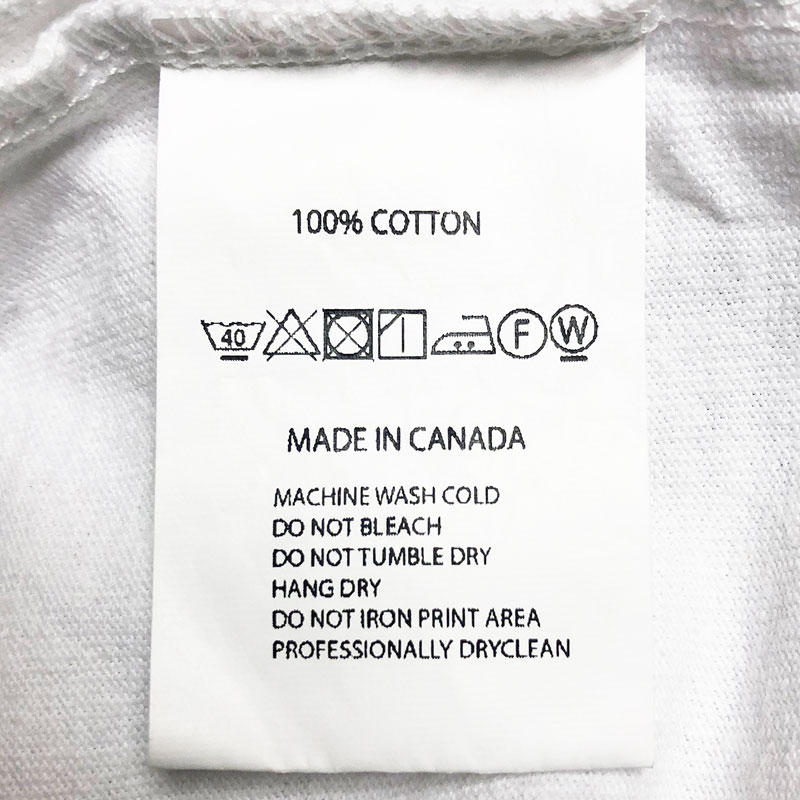 100% COTTON
40 F W
MADE IN CANADA
MACHINE WASH COLD
DO NOT BLEACH
DO NOT TUMBLE DRY
HANG DRY
DO NOT IRON PRINT AREA
PROFESSIONALLY DRYCLEAN